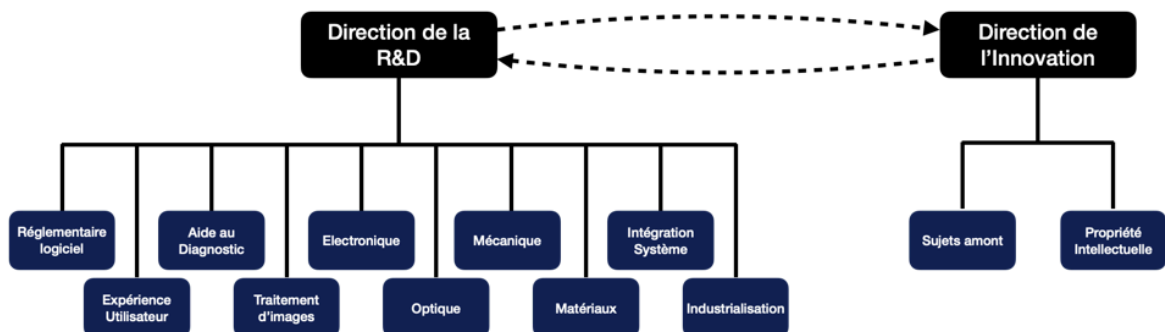 Direction de la
R&D
Direction de
l'Innovation
Réglementaire
logiciel
Aide au
Diagnostic
Electronique
Mécanique
Intégration
Système
Sujets amont
Propriété
Intellectuelle
Expérience
Utilisateur
Traitement
d'images
Optique
Matériaux
Industrialisation